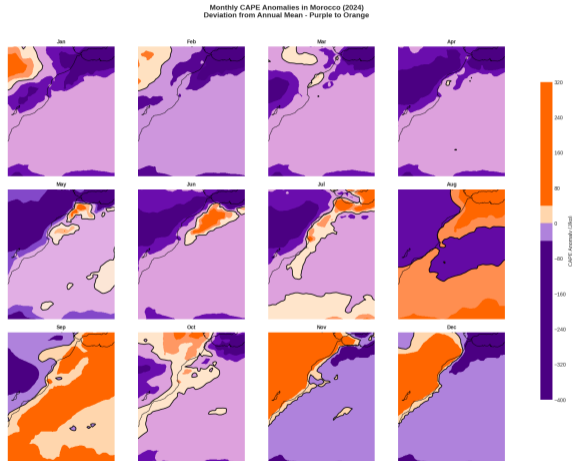 Monthly CAPE Anomalies in Morocco (2024)
Deviation from Annual Mean - Purple to Orange
Jan
Feb
Mar
Apr
May
Jun
Jul
Aug
Sep
Oct
Nov
Dec
320
240
160
80
0
−80
−160
−240
−320
−400
CAPE Anomaly (J/kg)